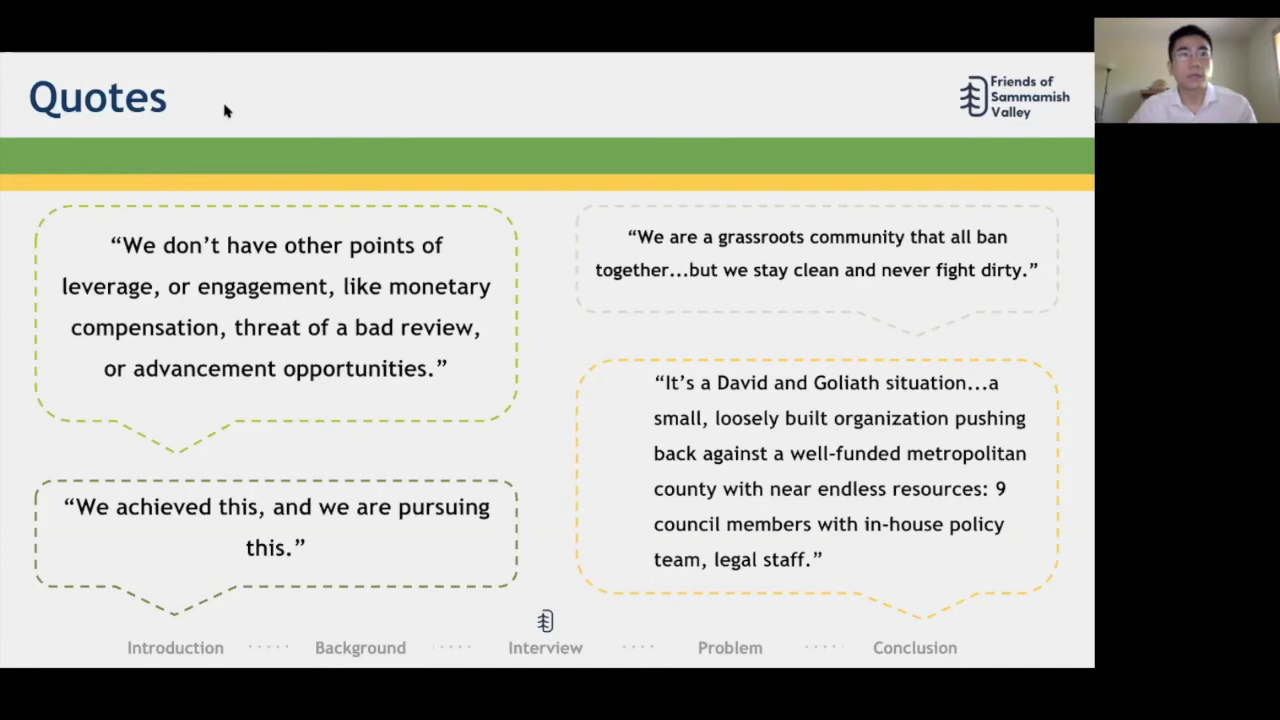 Quotes
Friends of
Sammamish
Valley
“We don’t have other points of
leverage, or engagement, like monetary
compensation, threat of a bad review,
or advancement opportunities.”
“We achieved this, and we are pursuing
this.”
“We are a grassroots community that all ban
together...but we stay clean and never fight dirty.”
“It’s a David and Goliath situation...a
small, loosely built organization pushing
back against a well-funded metropolitan
county with near endless resources: 9
council members with in-house policy
team, legal staff.”
Introduction ..... Background ..... Interview .... Problem ..... Conclusion